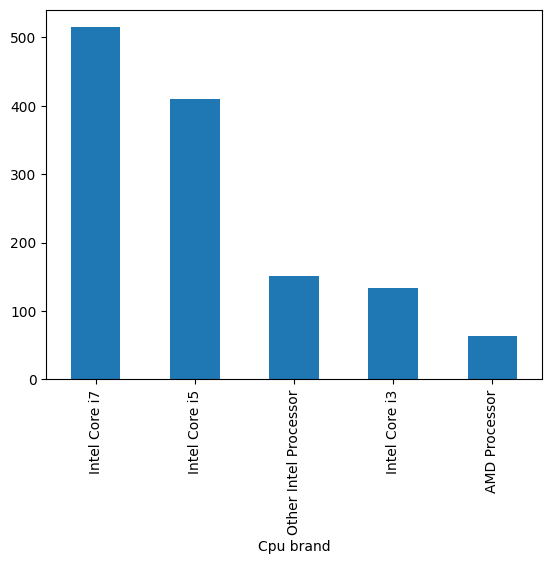 500
400
300
200
100
0
Intel Core i7
Intel Core i5
Other Intel Processor
Intel Core i3
AMD Processor
Cpu brand